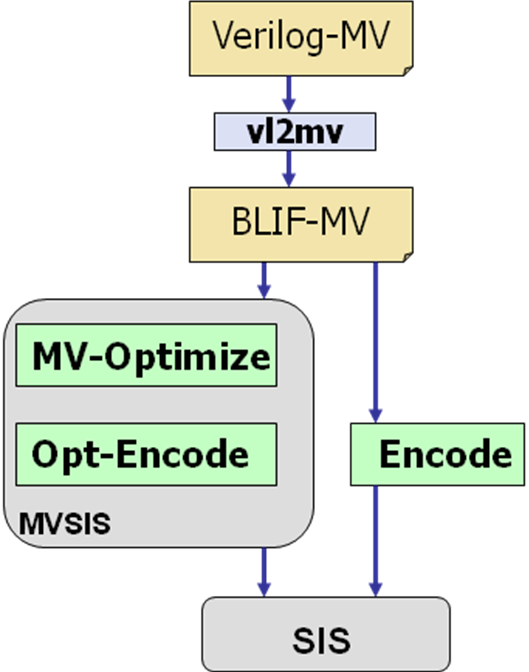 Verilog-MV
vl2mv
BLIF-MV
MV-Optimize
Opt-Encode
Encode
MVSIS
SIS